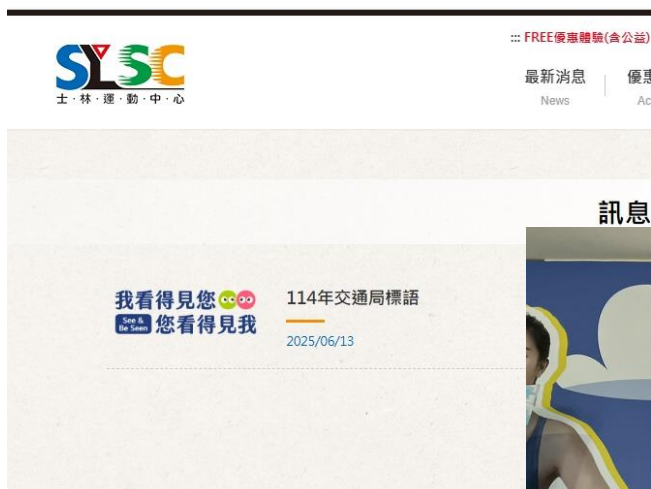 SLSC
士·林·運·動·中·心
::: FREE優惠體驗(含公益)
最新消息
News
優
Ac
訊息
我看得見您
See & Be Seen 您看得見我
114年交通局標語
2025/06/13